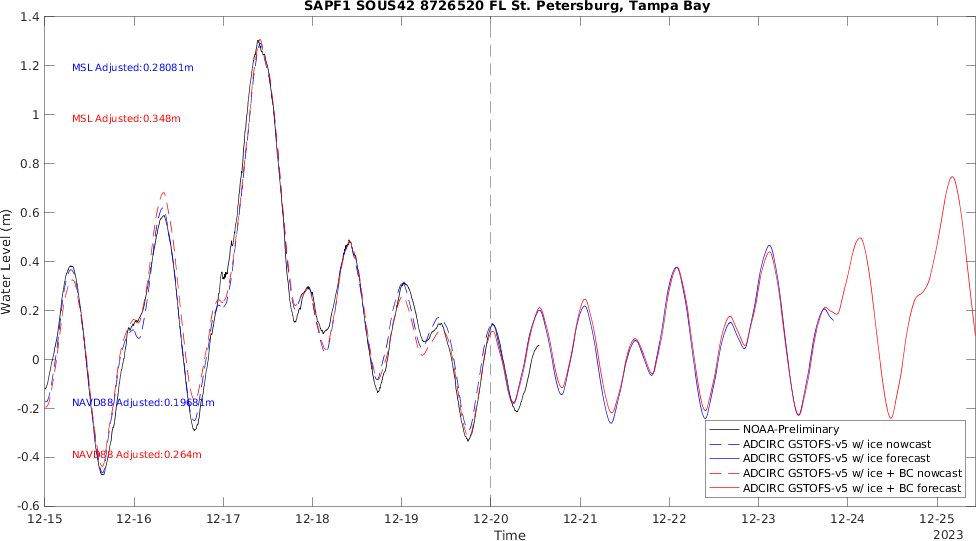 SAPF1 SOUS42 8726520 FL St. Petersburg, Tampa Bay
1.4
1.2
1
0.8
0.6
0.4
0.2
0
-0.2
-0.4
-0.6
Water Level (m)
MSL Adjusted:0.28081m
MSL Adjusted:0.348m
NAVD88 Adjusted:0.19681m
NAVD88 Adjusted:0.264m
NOAA-Preliminary
ADCIRC GSTOFS-v5 w/ ice nowcast
ADCIRC GSTOFS-v5 w/ ice forecast
ADCIRC GSTOFS-v5 w/ ice + BC nowcast
ADCIRC GSTOFS-v5 w/ ice + BC forecast
12-15 12-16 12-17 12-18 12-19 12-20 12-21 12-22 12-23 12-24 12-25
Time
2023